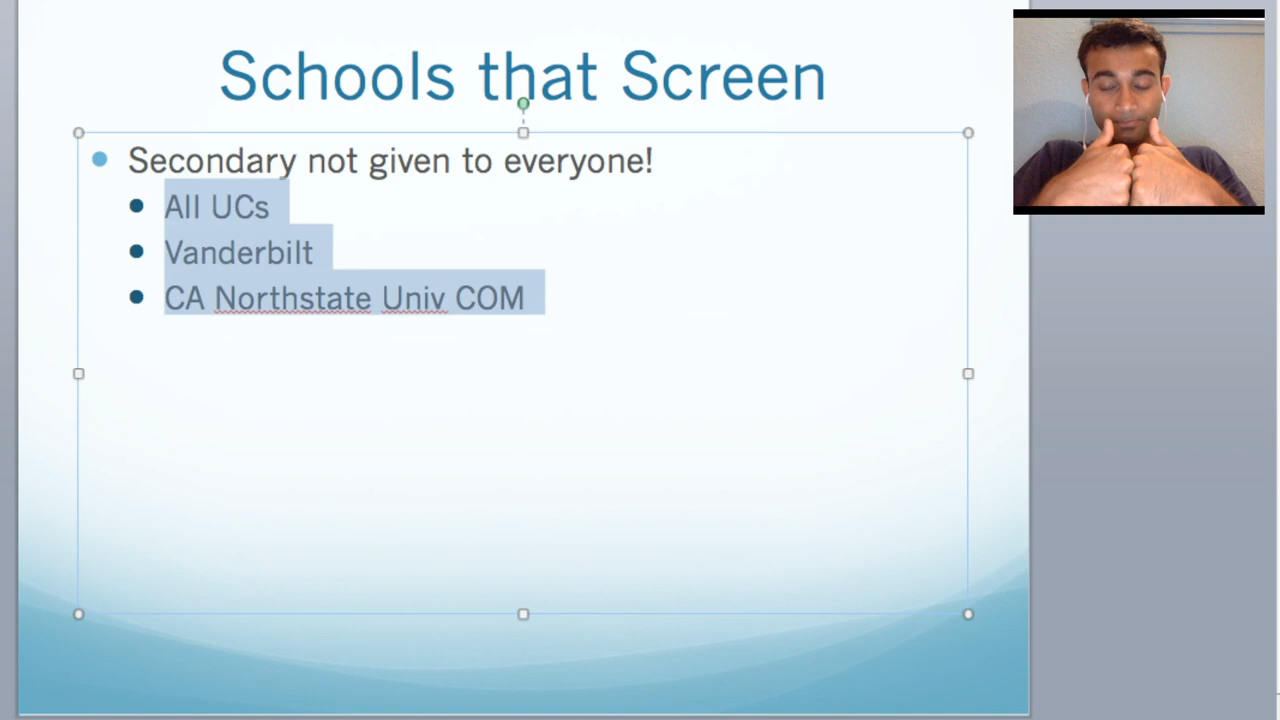 Schools that Screen
Secondary not given to everyone!
All UCs
Vanderbilt
CA Northstate Univ COM